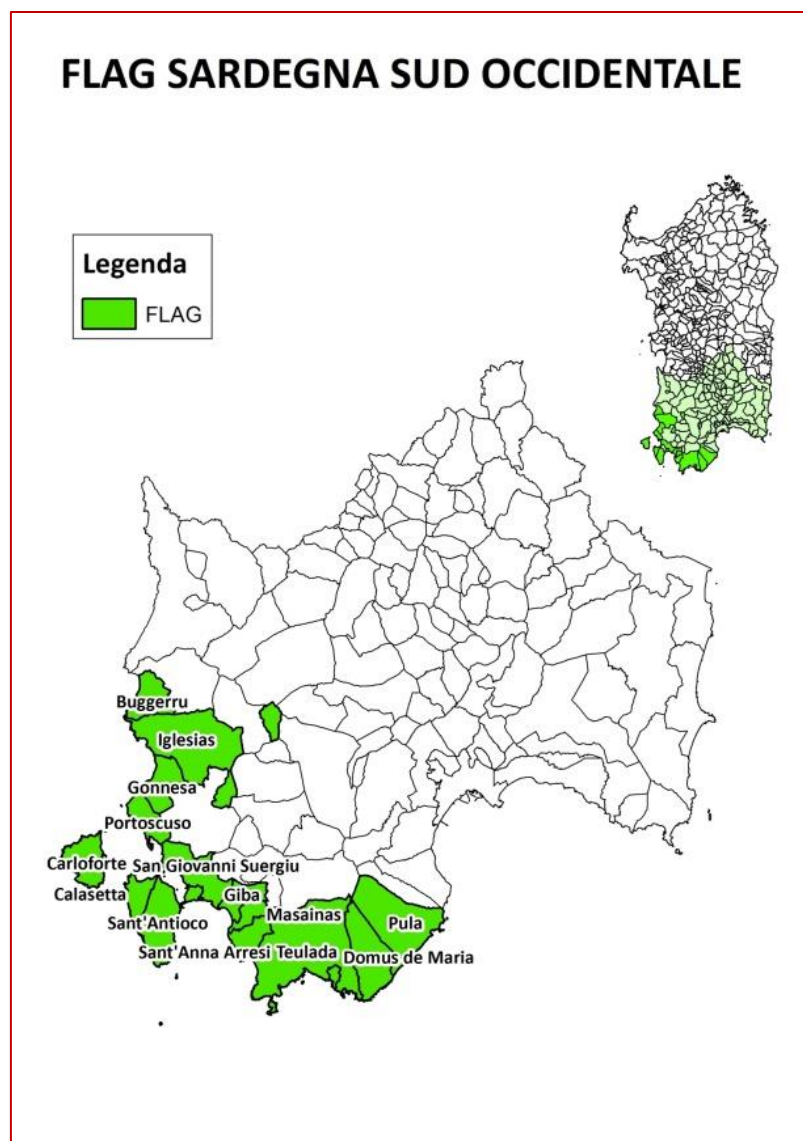 FLAG SARDEGNA SUD OCCIDENTALE
Legenda
FLAG
Buggerru
Iglesias
Gonnesa
Portoscuso
Carloforte
San Giovanni Suergiu
Calasetta
Giba
Masainas
Sant'Antioco
Pula
Sant'Anna Arresi
Teulada
Domus de Maria